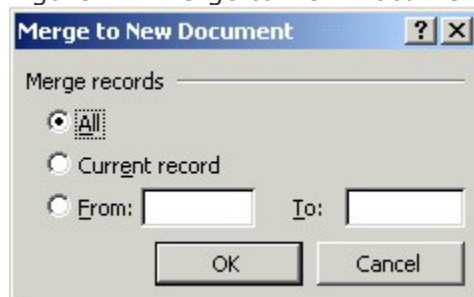 Merge to New Document
Merge records
All
Current record
From: To:
OK Cancel